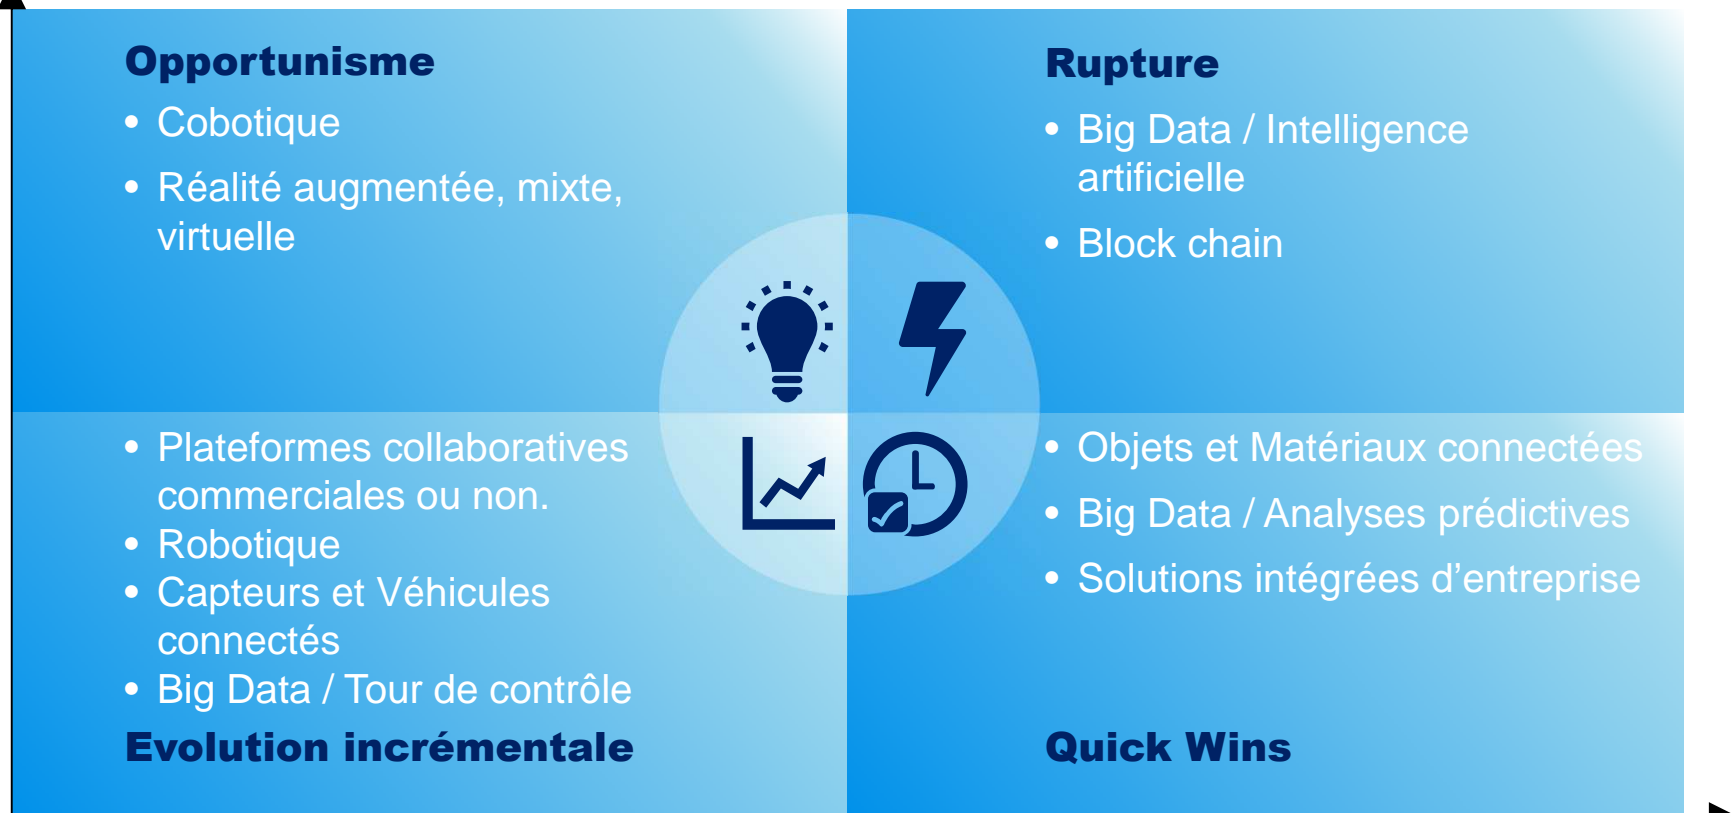 Opportunisme
• Cobotique
• Réalité augmentée, mixte,
virtuelle
Rupture
• Big Data / Intelligence
artificielle
• Block chain
• Plateformes collaboratives
commerciales ou non.
• Robotique
• Capteurs et Véhicules
connectés
• Big Data / Tour de contrôle
Evolution incrémentale
• Objets et Matériaux connectées
• Big Data / Analyses prédictives
• Solutions intégrées d’entreprise
Quick Wins